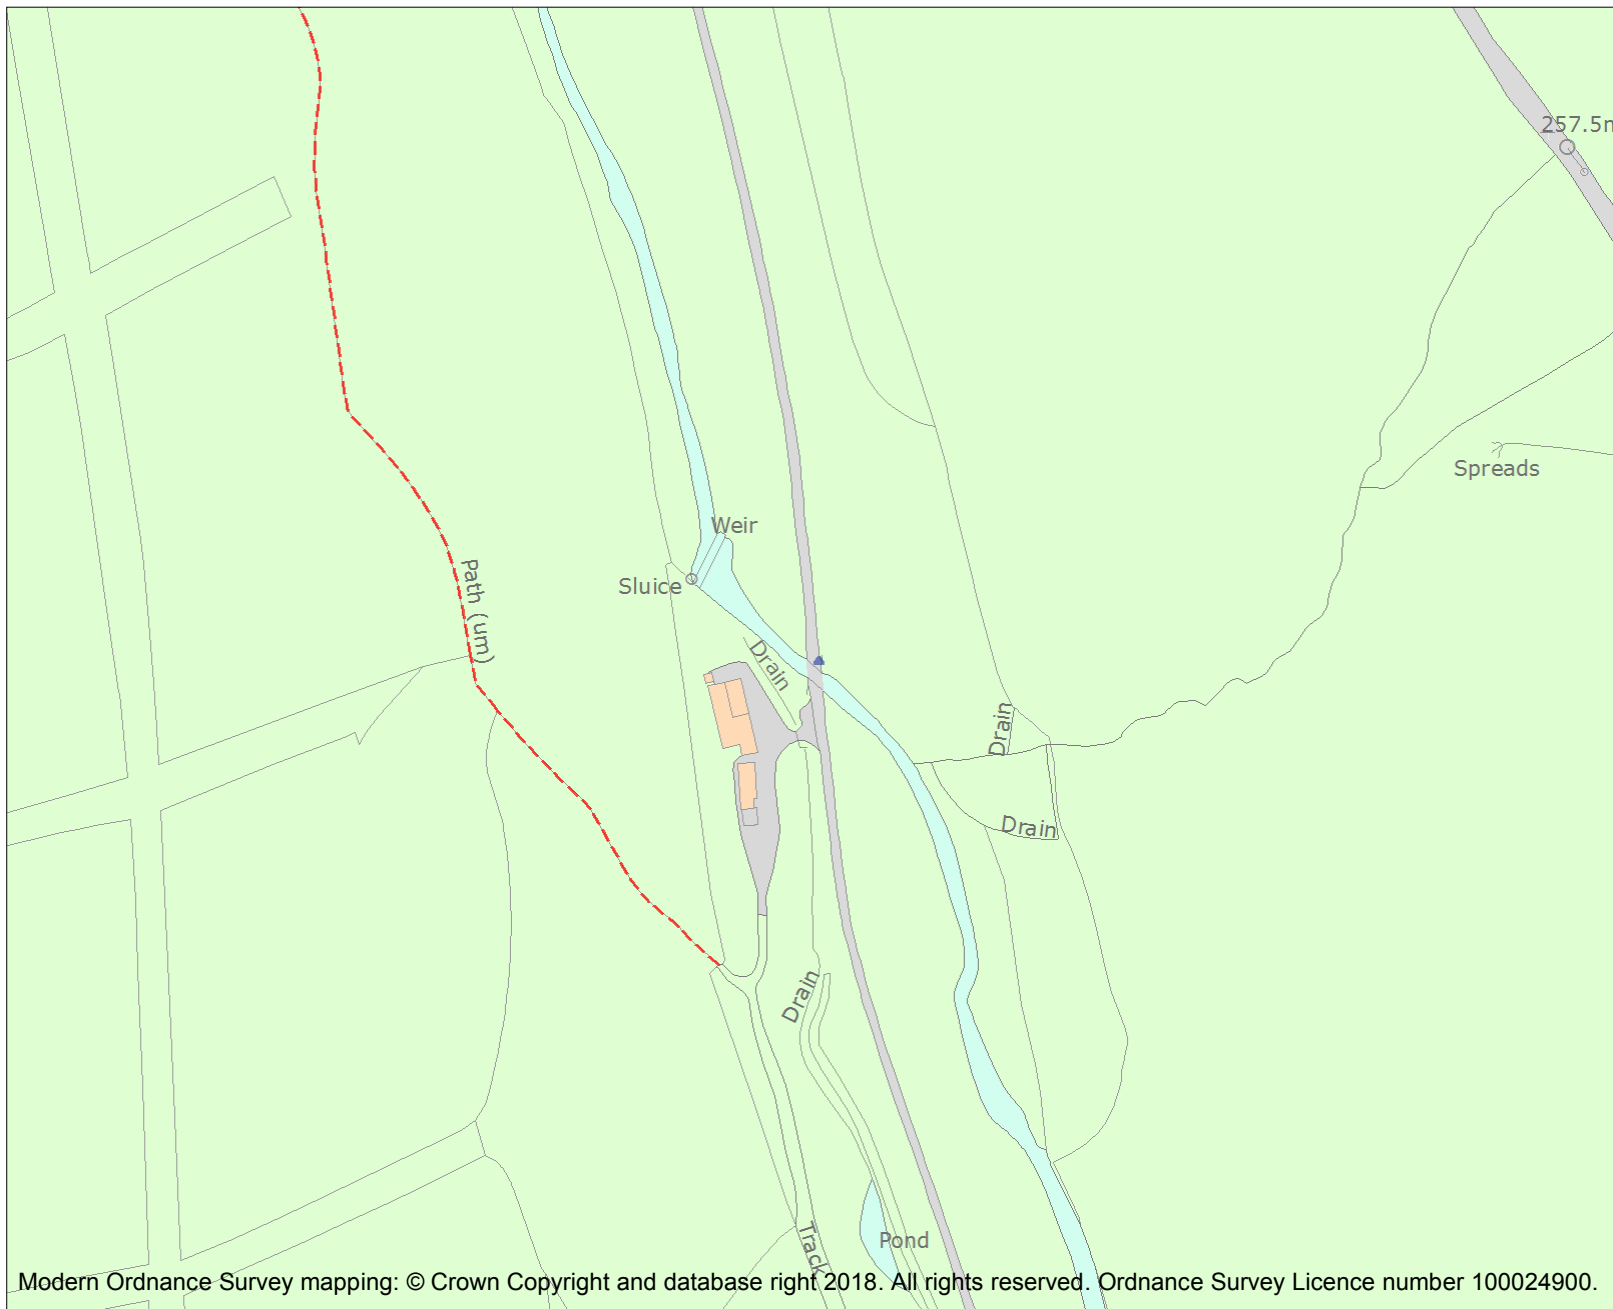 257.5m
Spreads
Weir
Sluice
Path (um)
Drain
Drain
Drain
Drain
Track
Pond
Modern Ordnance Survey mapping: © Crown Copyright and database right 2018. All rights reserved. Ordnance Survey Licence number 100024900.